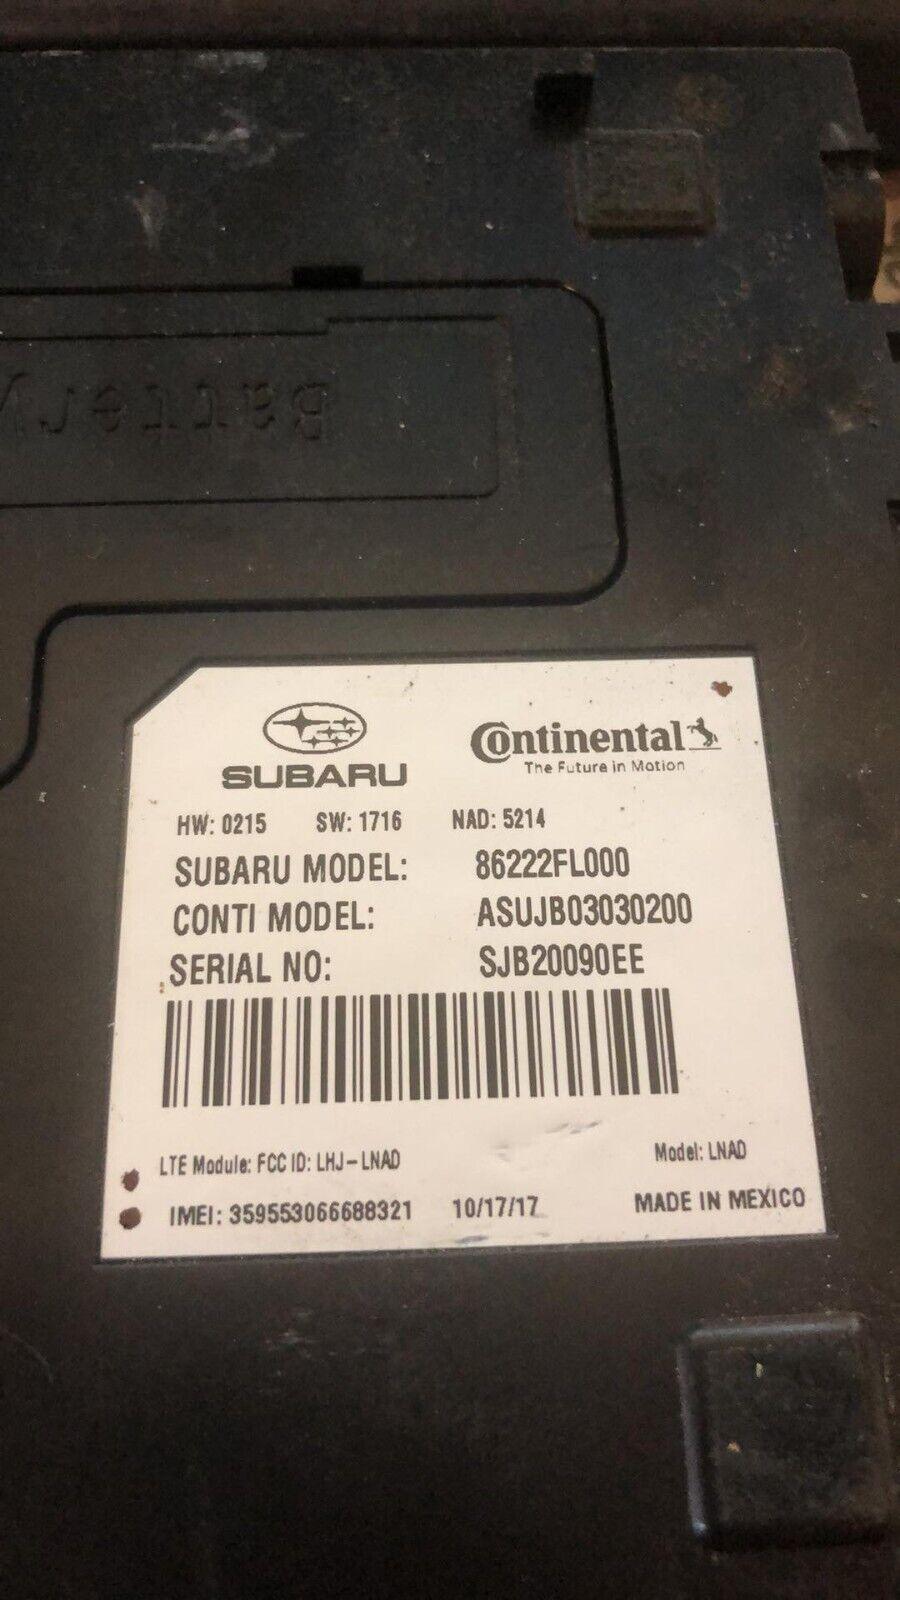 Battery
SUBARU
Continental
The Future in Motion
HW: 0215 SW: 1716 NAD: 5214
SUBARU MODEL: 86222FL000
CONTI MODEL: ASUJB03030200
SERIAL NO: SJB20090EE
LTE Module: FCC ID: LHJ-LNAD Model: LNAD
IMEI: 359553066688321 10/17/17 MADE IN MEXICO